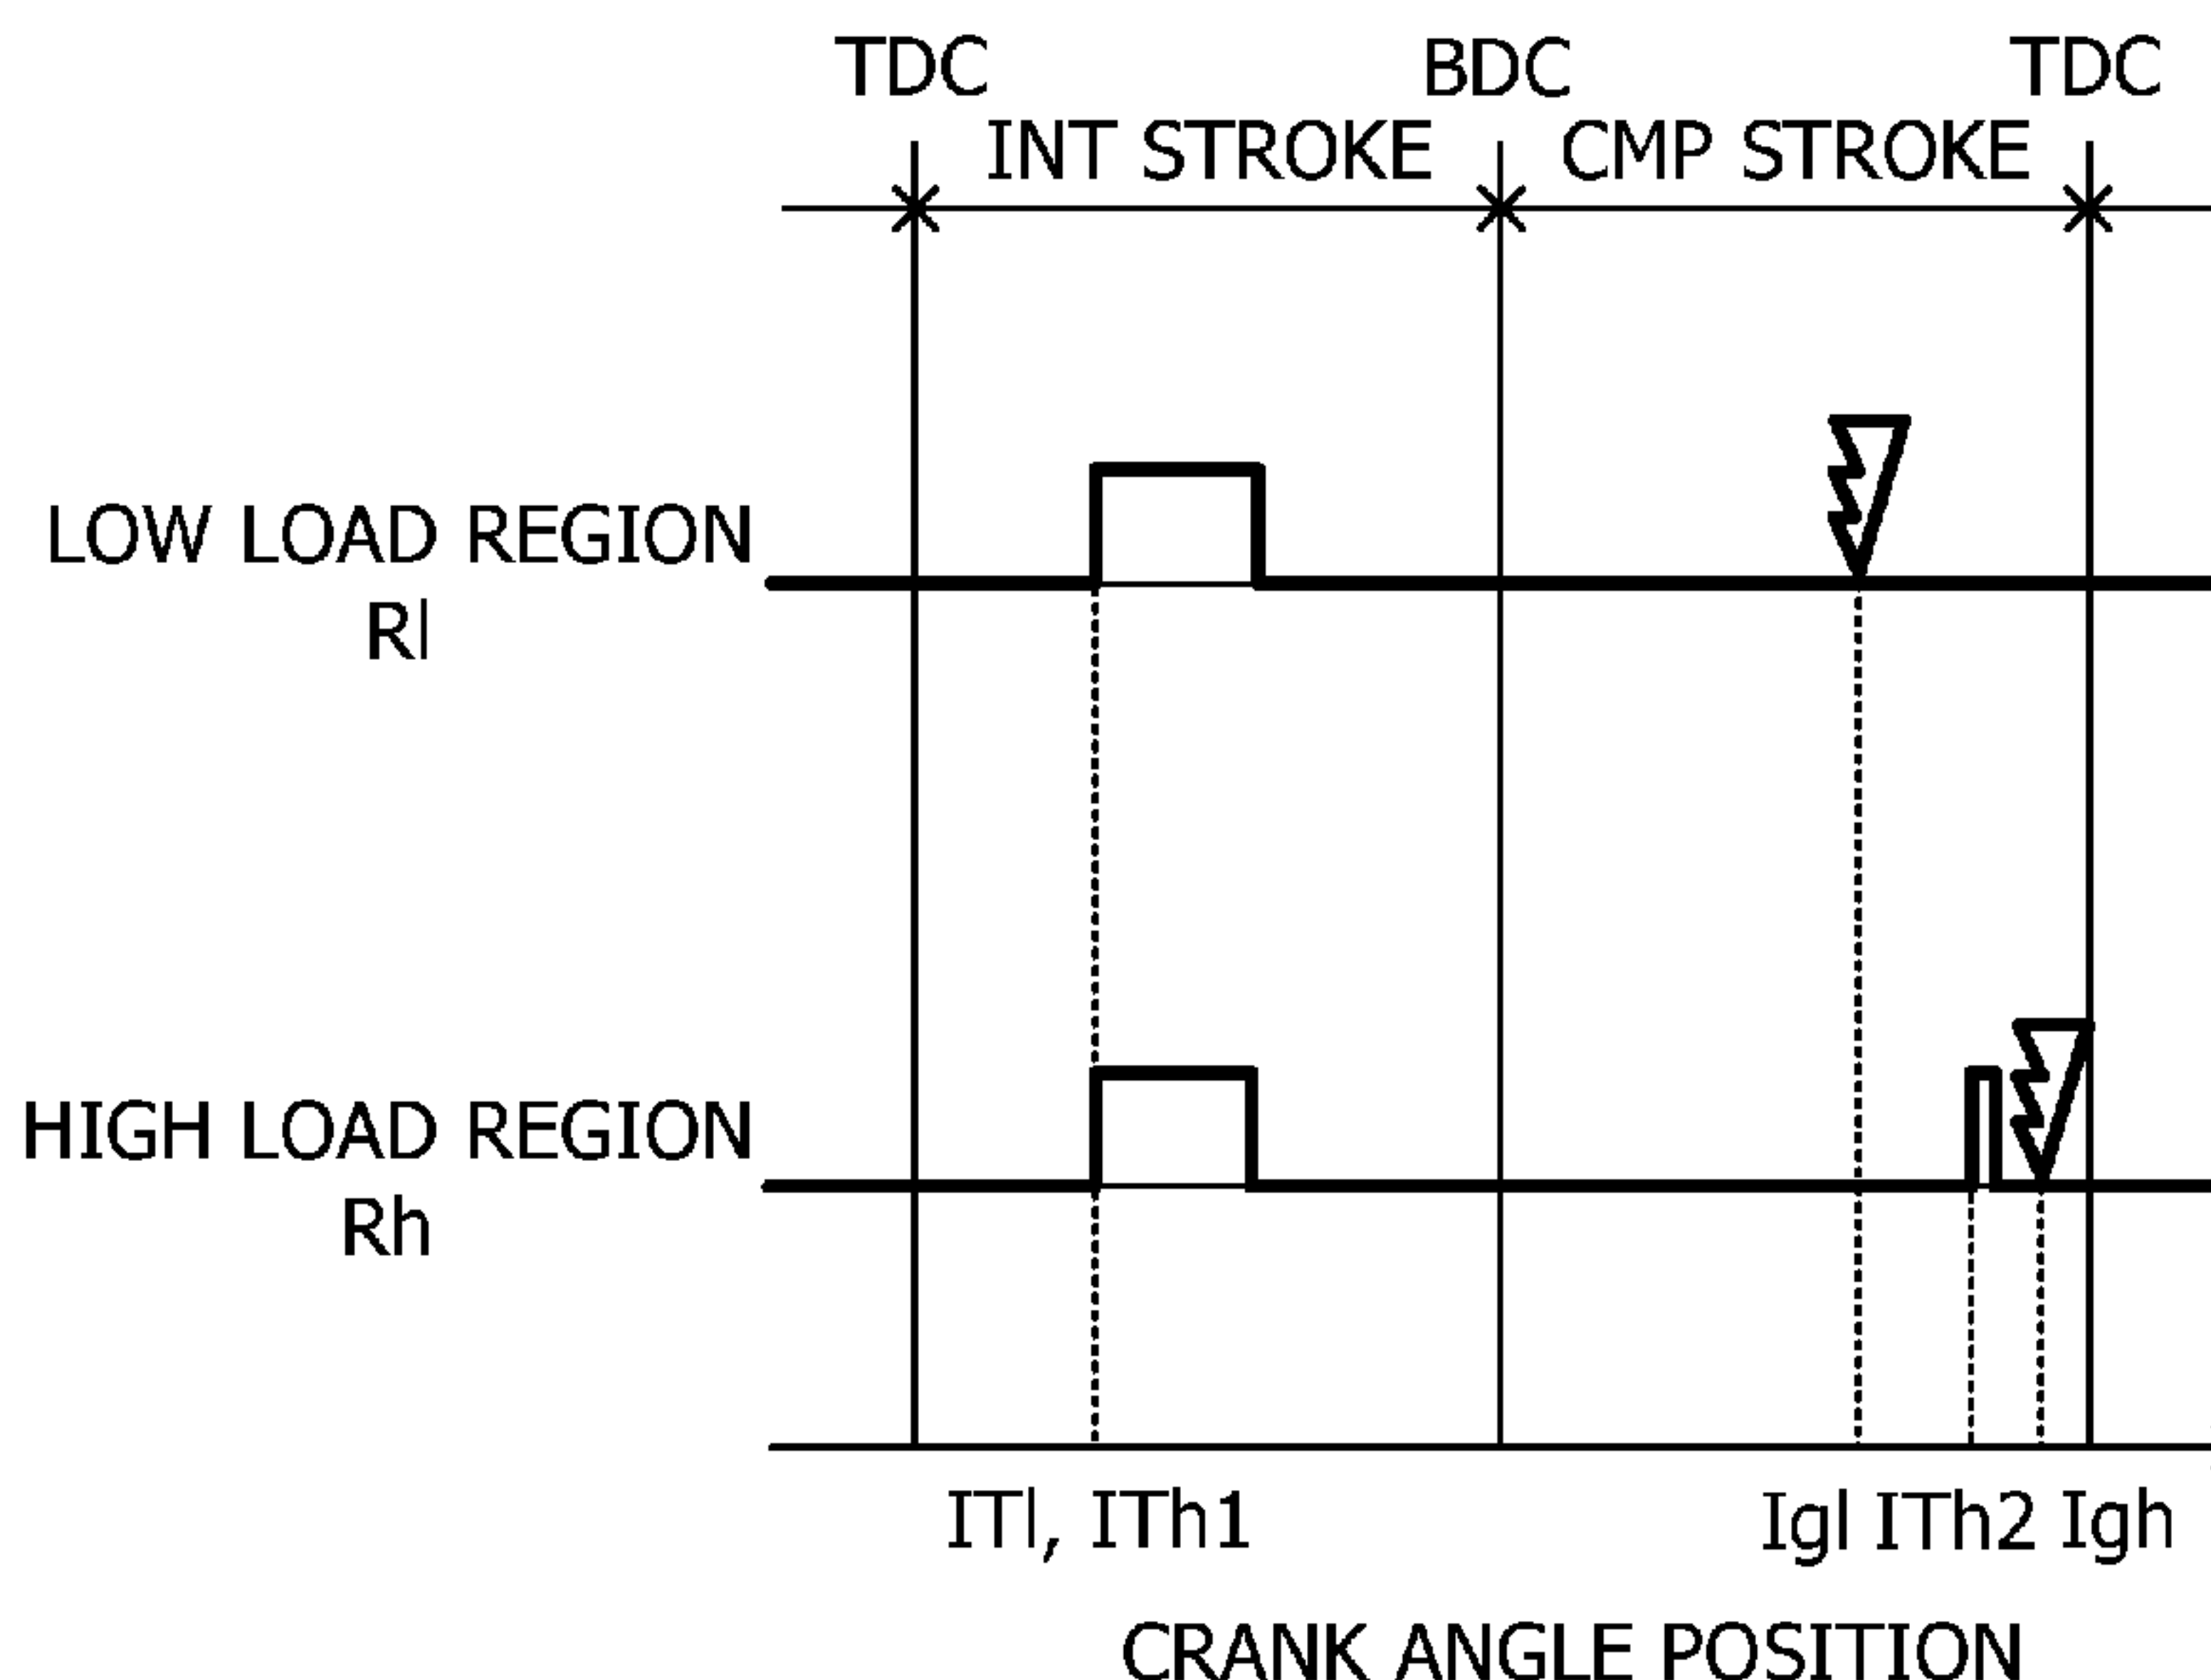 TDC BDC TDC
INT STROKE CMP STROKE
LOW LOAD REGION
Rl
HIGH LOAD REGION
Rh
ITl, ITh1 Igl ITh2 Igh
CRANK ANGLE POSITION